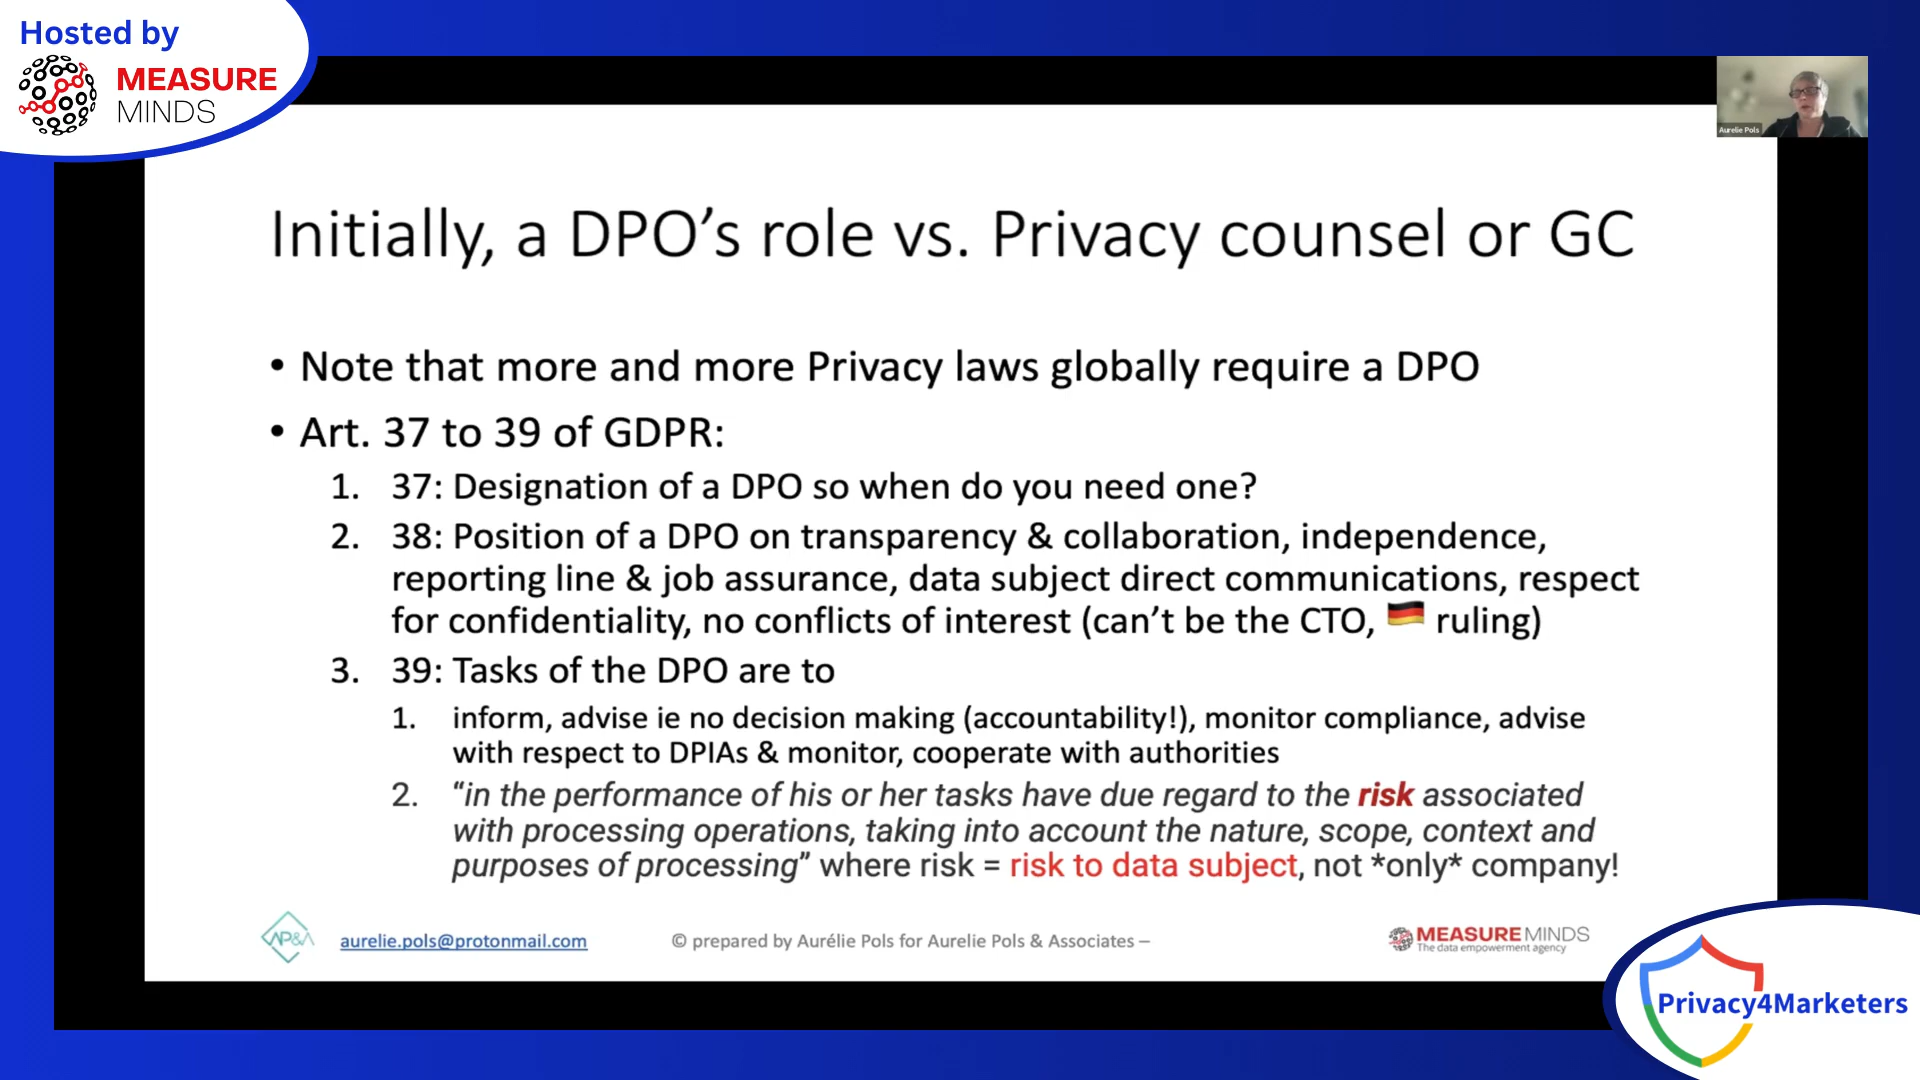 Hosted by
MEASURE
MINDS
Aurelie Pols
Initially, a DPO’s role vs. Privacy counsel or GC
• Note that more and more Privacy laws globally require a DPO
• Art. 37 to 39 of GDPR:
1. 37: Designation of a DPO so when do you need one?
2. 38: Position of a DPO on transparency & collaboration, independence,
reporting line & job assurance, data subject direct communications, respect
for confidentiality, no conflicts of interest (can’t be the CTO, 🇩🇪 ruling)
3. 39: Tasks of the DPO are to
1. inform, advise ie no decision making (accountability!), monitor compliance, advise
with respect to DPIAs & monitor, cooperate with authorities
2. “in the performance of his or her tasks have due regard to the risk associated
with processing operations, taking into account the nature, scope, context and
purposes of processing” where risk = risk to data subject, not *only* company!
AP&A
aurelie.pols@protonmail.com
© prepared by Aurélie Pols for Aurelie Pols & Associates –
MEASURE MINDS
The data empowerment agency
Privacy4Marketers